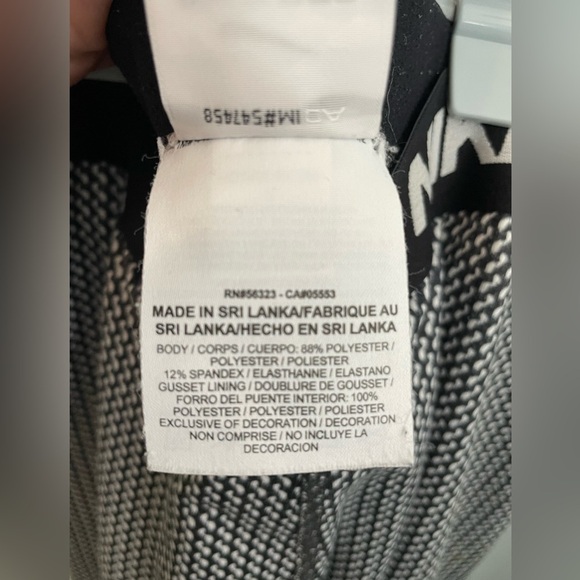 AD IM#547458
RN#56323 - CA#05553
MADE IN SRI LANKA/FABRIQUE AU
SRI LANKA/HECHO EN SRI LANKA
BODY / CORPS / CUERPO: 88% POLYESTER /
POLYESTER / POLIESTER
12% SPANDEX / ELASTHANNE / ELASTANO
GUSSET LINING / DOUBLURE DE GOUSSET /
FORRO DEL PUENTE INTERIOR: 100%
POLYESTER / POLYESTER / POLIESTER
EXCLUSIVE OF DECORATION / DECORATION
NON COMPRISE / NO INCLUYE LA
DECORACION